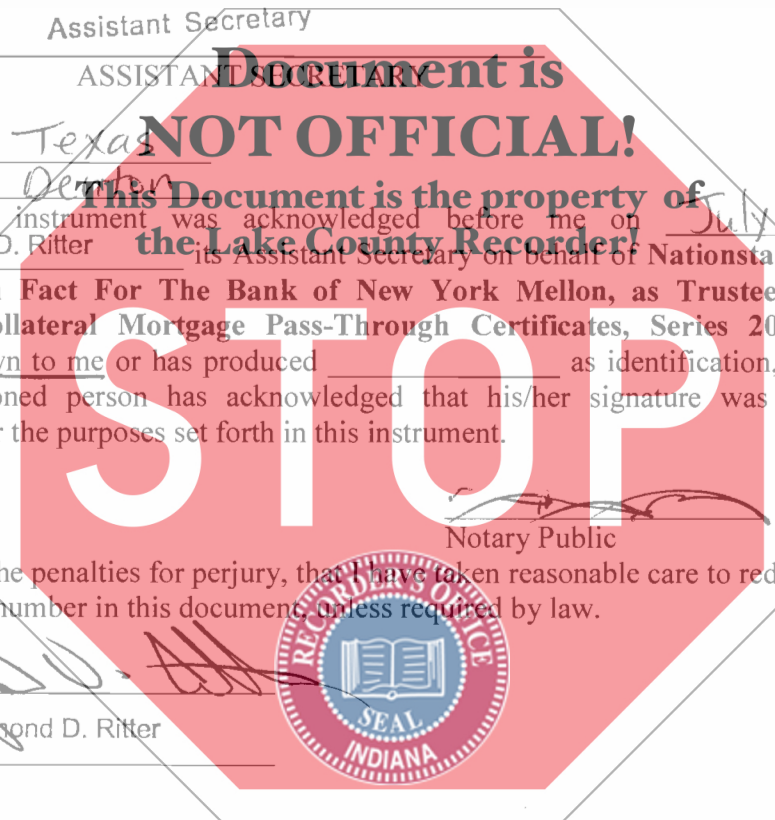 Assistant Secretary
ASSISTANT SECRETARY
Document is
NOT OFFICIAL!
This Document is the property of
the Lake County Recorder!
STOP
Texas
Denton
instrument was acknowledged before me on July
D. Ritter its Assistant Secretary on behalf of Nationsta
Fact For The Bank of New York Mellon, as Trustee
ollateral Mortgage Pass-Through Certificates, Series 20
wn to me or has produced ____ as identification,
oned person has acknowledged that his/her signature was
r the purposes set forth in this instrument.
Notary Public
he penalties for perjury, that I have taken reasonable care to red
number in this document, unless required by law.
mond D. Ritter
RECORDER'S OFFICE
SEAL
INDIANA